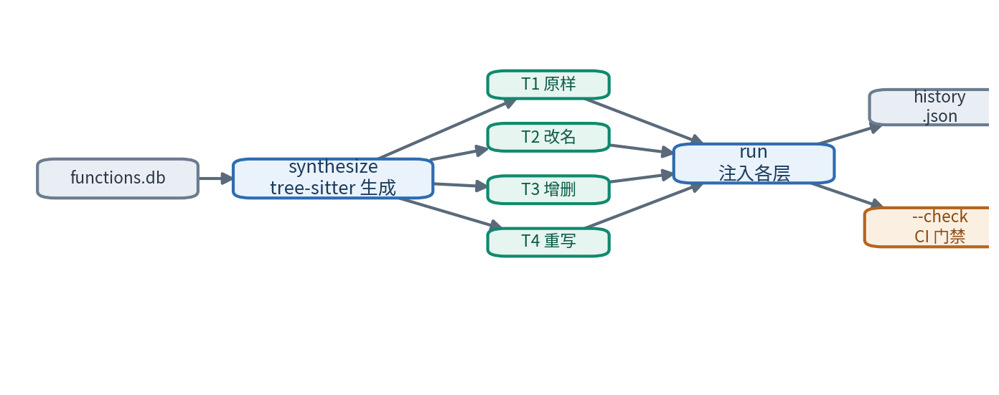 functions.db
synthesize
tree-sitter 生成
T1 原样
T2 改名
T3 增删
T4 重写
run
注入各层
history
.json
--check
CI 门禁